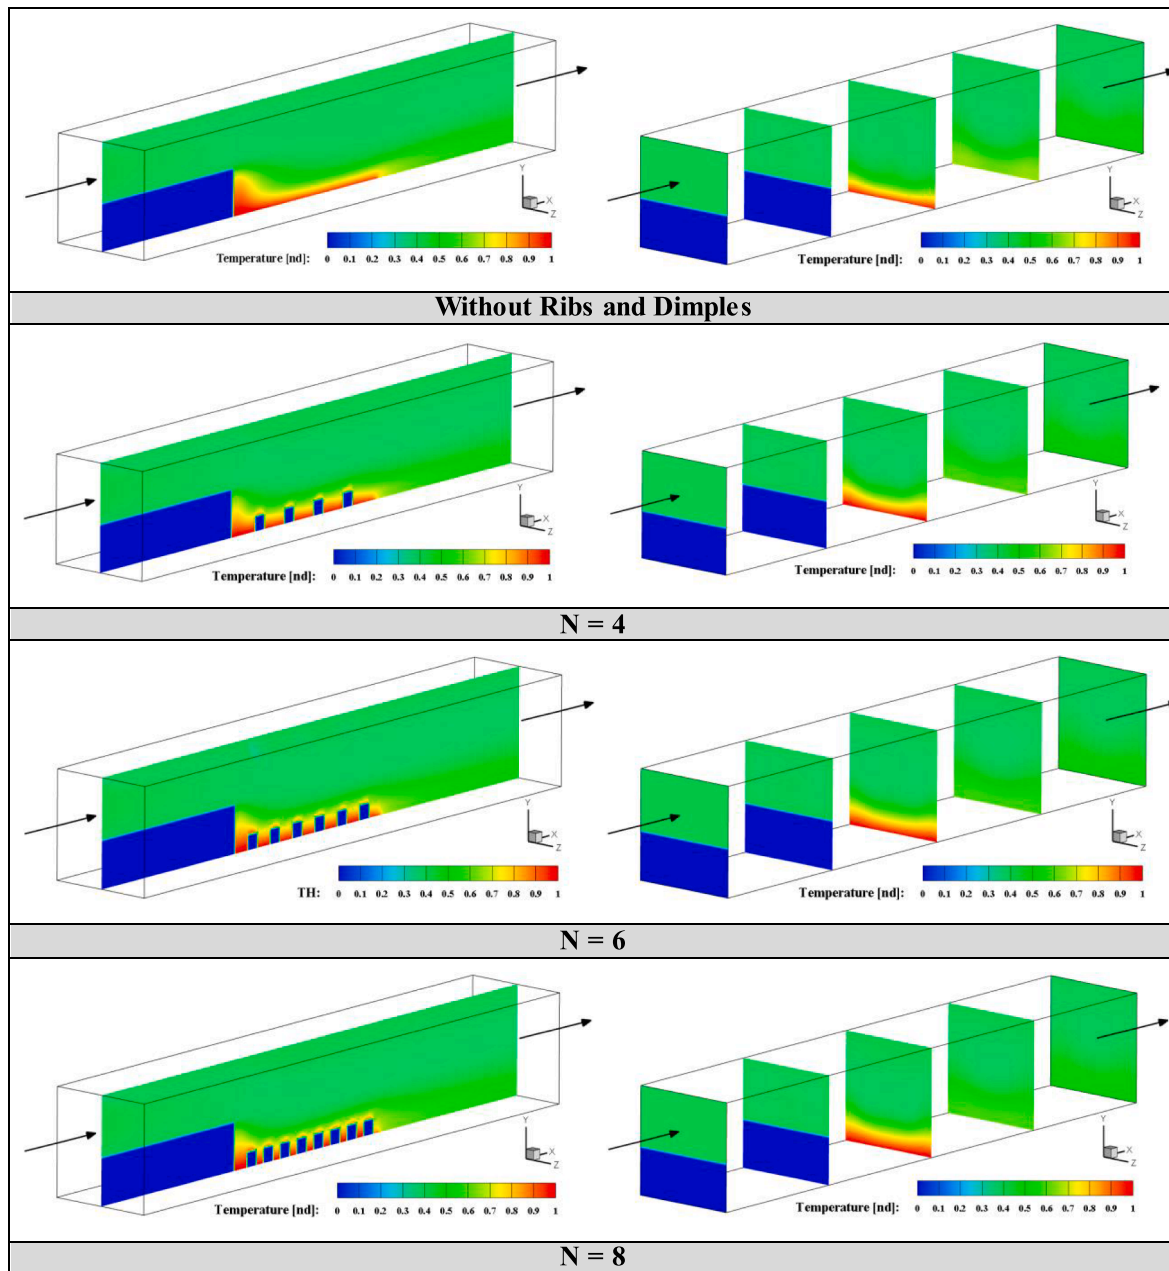 Y
X
Z
Temperature [nd]: 0 0.1 0.2 0.3 0.4 0.5 0.6 0.7 0.8 0.9 1
Y
X
Z
Temperature [nd]: 0 0.1 0.2 0.3 0.4 0.5 0.6 0.7 0.8 0.9 1
Without Ribs and Dimples
Y
X
Z
Temperature [nd]: 0 0.1 0.2 0.3 0.4 0.5 0.6 0.7 0.8 0.9 1
Y
X
Z
Temperature [nd]: 0 0.1 0.2 0.3 0.4 0.5 0.6 0.7 0.8 0.9 1
N = 4
Y
X
Z
TH: 0 0.1 0.2 0.3 0.4 0.5 0.6 0.7 0.8 0.9 1
Y
X
Z
Temperature [nd]: 0 0.1 0.2 0.3 0.4 0.5 0.6 0.7 0.8 0.9 1
N = 6
Y
X
Z
Temperature [nd]: 0 0.1 0.2 0.3 0.4 0.5 0.6 0.7 0.8 0.9 1
Y
X
Z
Temperature [nd]: 0 0.1 0.2 0.3 0.4 0.5 0.6 0.7 0.8 0.9 1
N = 8